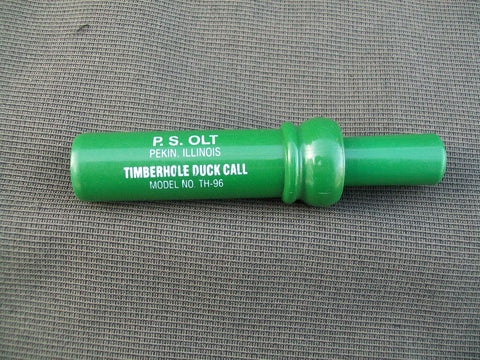 P. S. OLT
PEKIN, ILLINOIS
TIMBERHOLE DUCK CALL
MODEL NO. TH-96